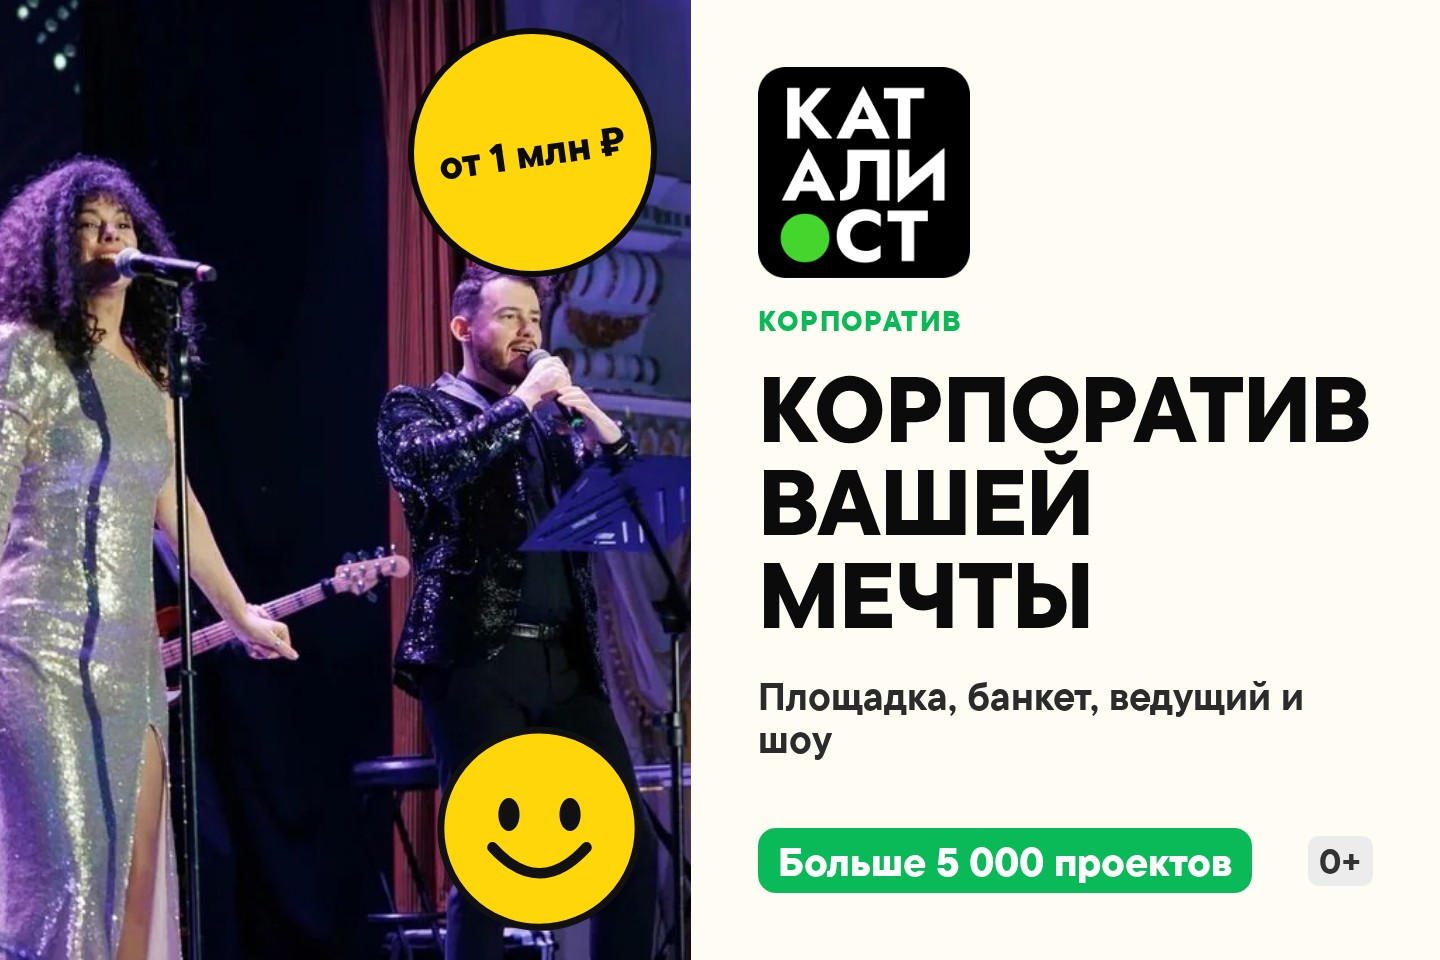 от 1 млн ₽
КАТ
АЛИ
СТ
КОРПОРАТИВ
КОРПОРАТИВ
ВАШЕЙ
МЕЧТЫ
Площадка, банкет, ведущий и
шоу
Больше 5 000 проектов
0+